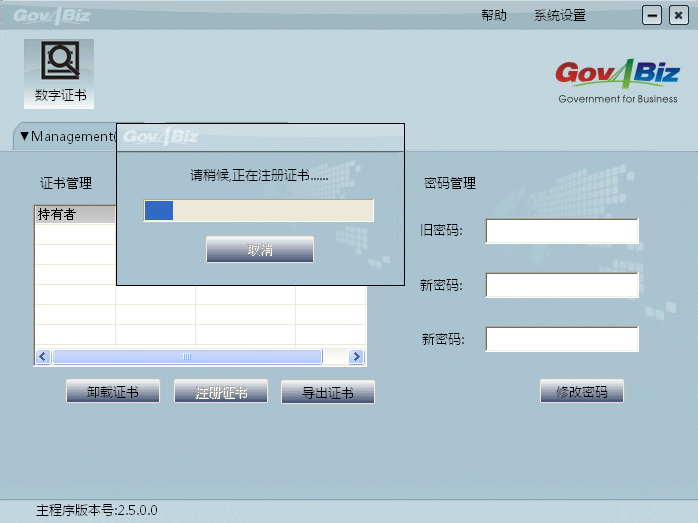 Gov4Biz
帮助 系统设置
数字证书
Gov4Biz
Government for Business
▼Management(
Gov4Biz
请稍候,正在注册证书......
取消
证书管理
密码管理
持有者
旧密码:
新密码:
新密码:
卸载证书 注册证书 导出证书 修改密码
主程序版本号:2.5.0.0